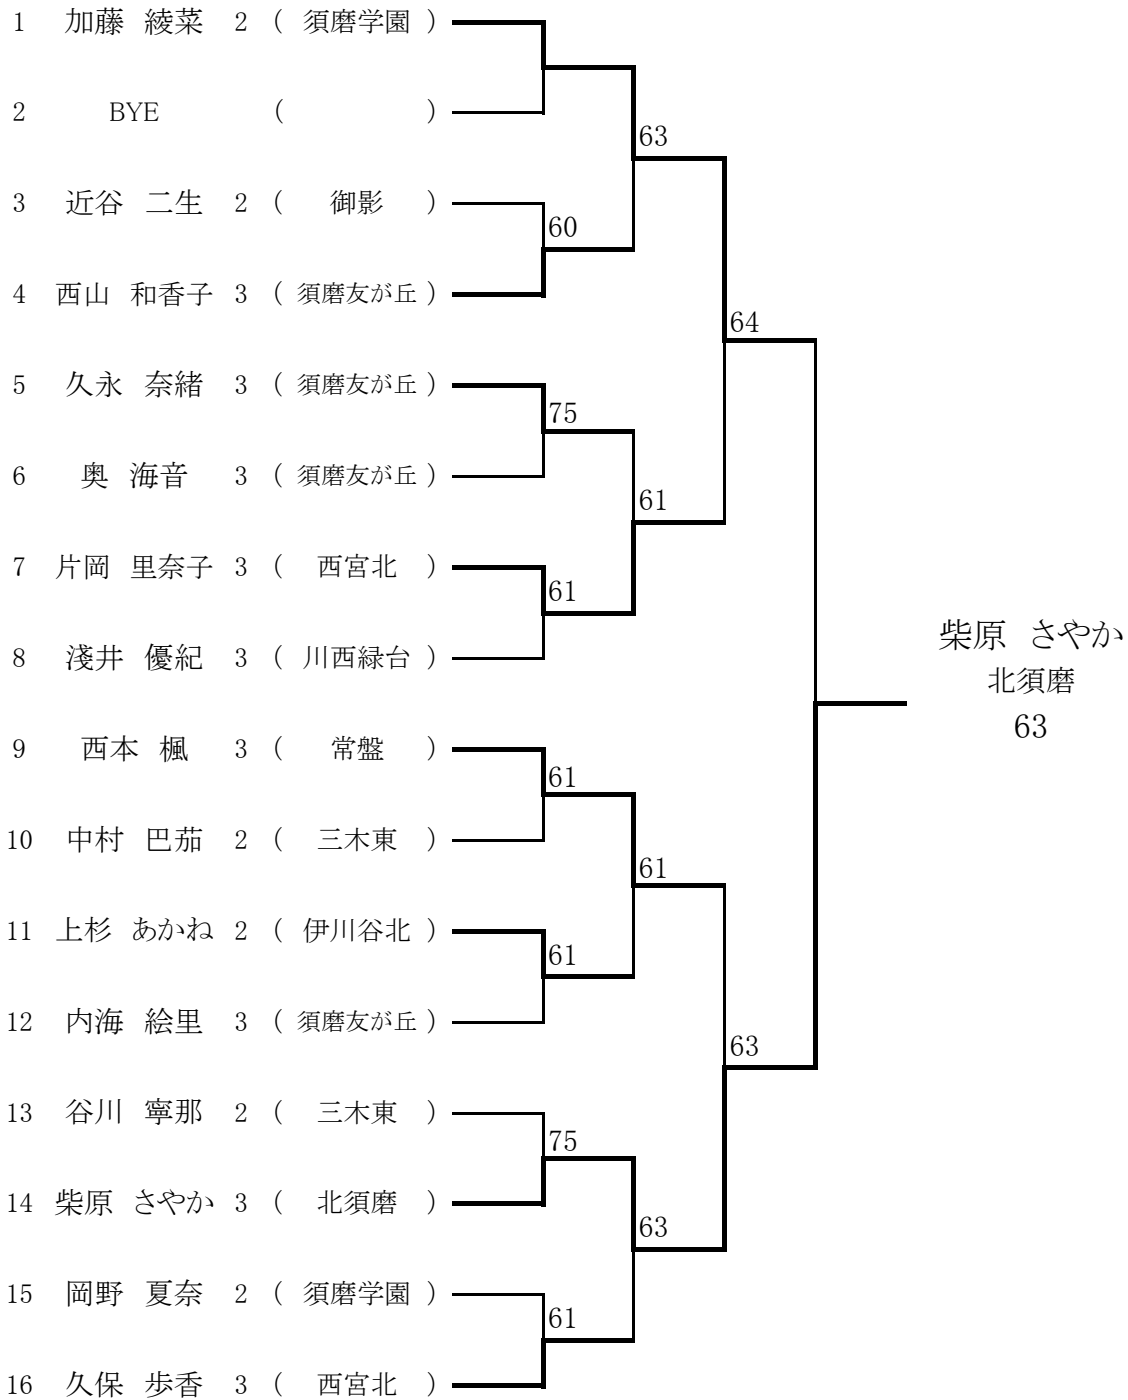 1 加藤 綾菜 2 ( 須磨学園 )
2 BYE ( )
63
3 近谷 二生 2 ( 御影 )
60
4 西山 和香子 3 ( 須磨友が丘 )
64
5 久永 奈緒 3 ( 須磨友が丘 )
75
6 奥 海音 3 ( 須磨友が丘 )
61
7 片岡 里奈子 3 ( 西宮北 )
61
8 淺井 優紀 3 ( 川西緑台 )
柴原 さやか
北須磨
63
9 西本 楓 3 ( 常盤 )
61
10 中村 巴茄 2 ( 三木東 )
61
11 上杉 あかね 2 ( 伊川谷北 )
61
12 内海 絵里 3 ( 須磨友が丘 )
63
13 谷川 寧那 2 ( 三木東 )
75
14 柴原 さやか 3 ( 北須磨 )
63
15 岡野 夏奈 2 ( 須磨学園 )
61
16 久保 歩香 3 ( 西宮北 )